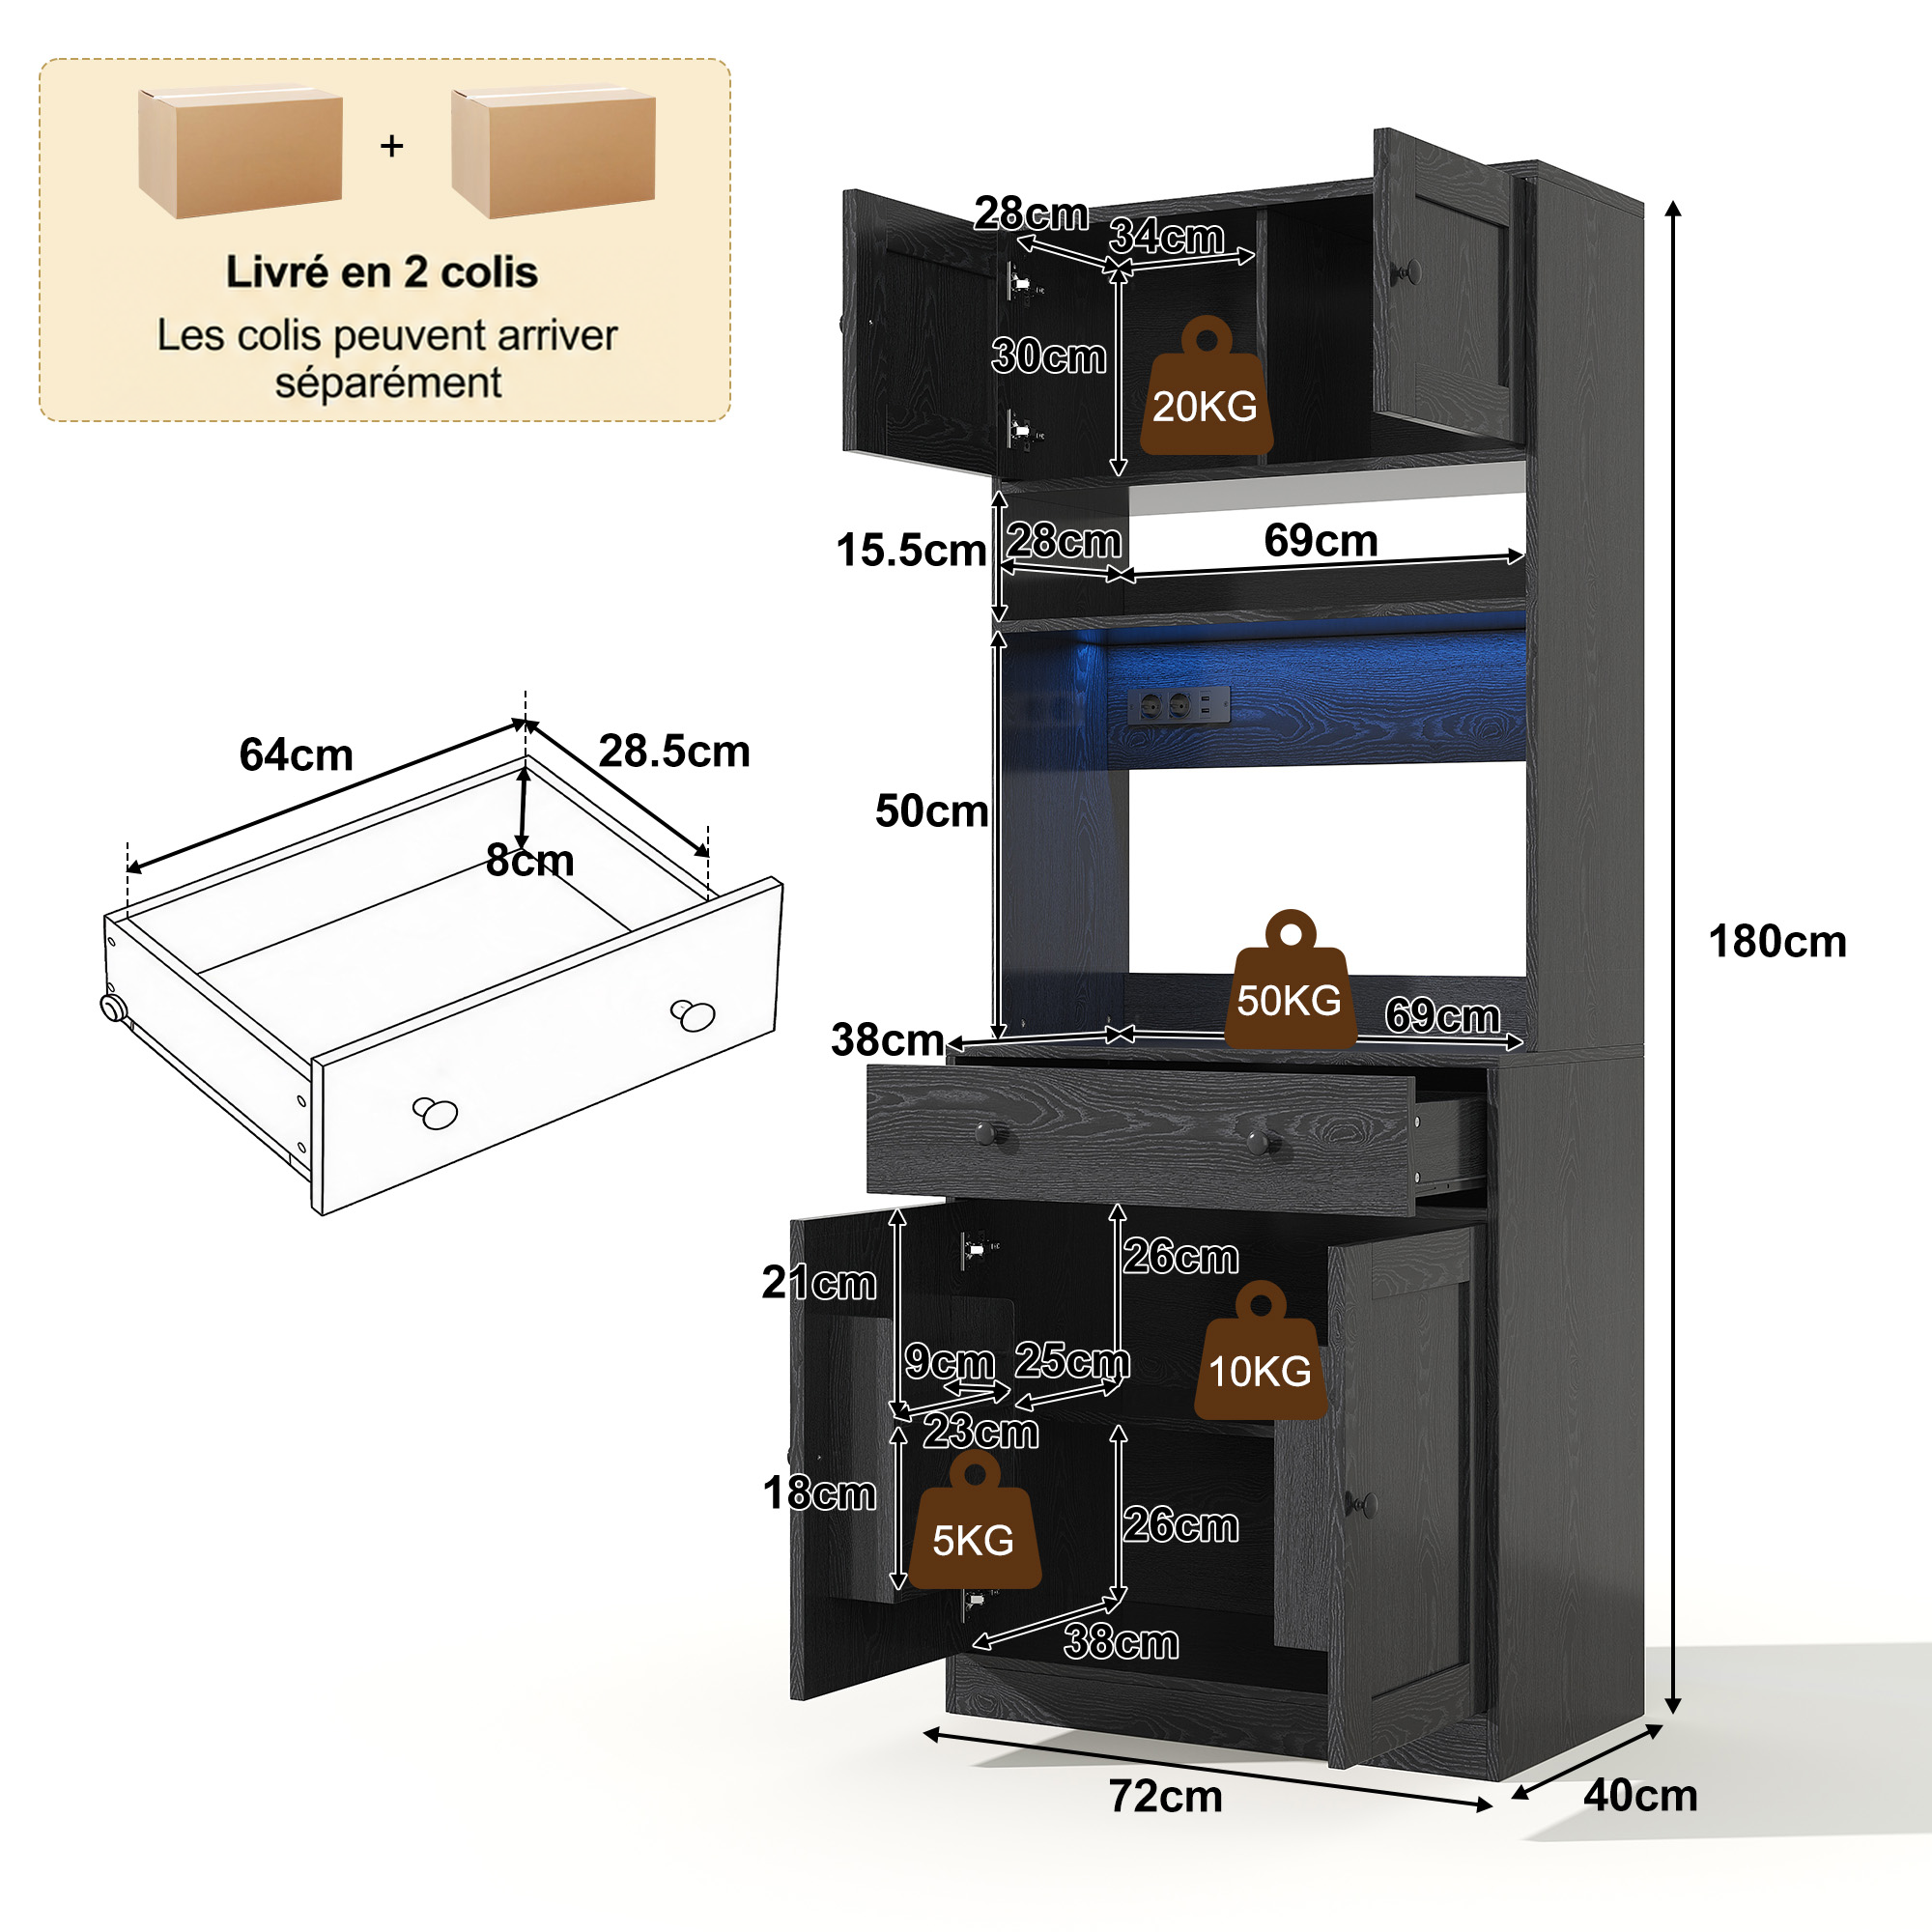 Livré en 2 colis
Les colis peuvent arriver
séparément
+
28cm
34cm
30cm
20KG
15.5cm
28cm
69cm
50cm
50KG
38cm
69cm
180cm
64cm
28.5cm
8cm
21cm
26cm
9cm
25cm
10KG
23cm
18cm
5KG
26cm
38cm
72cm
40cm